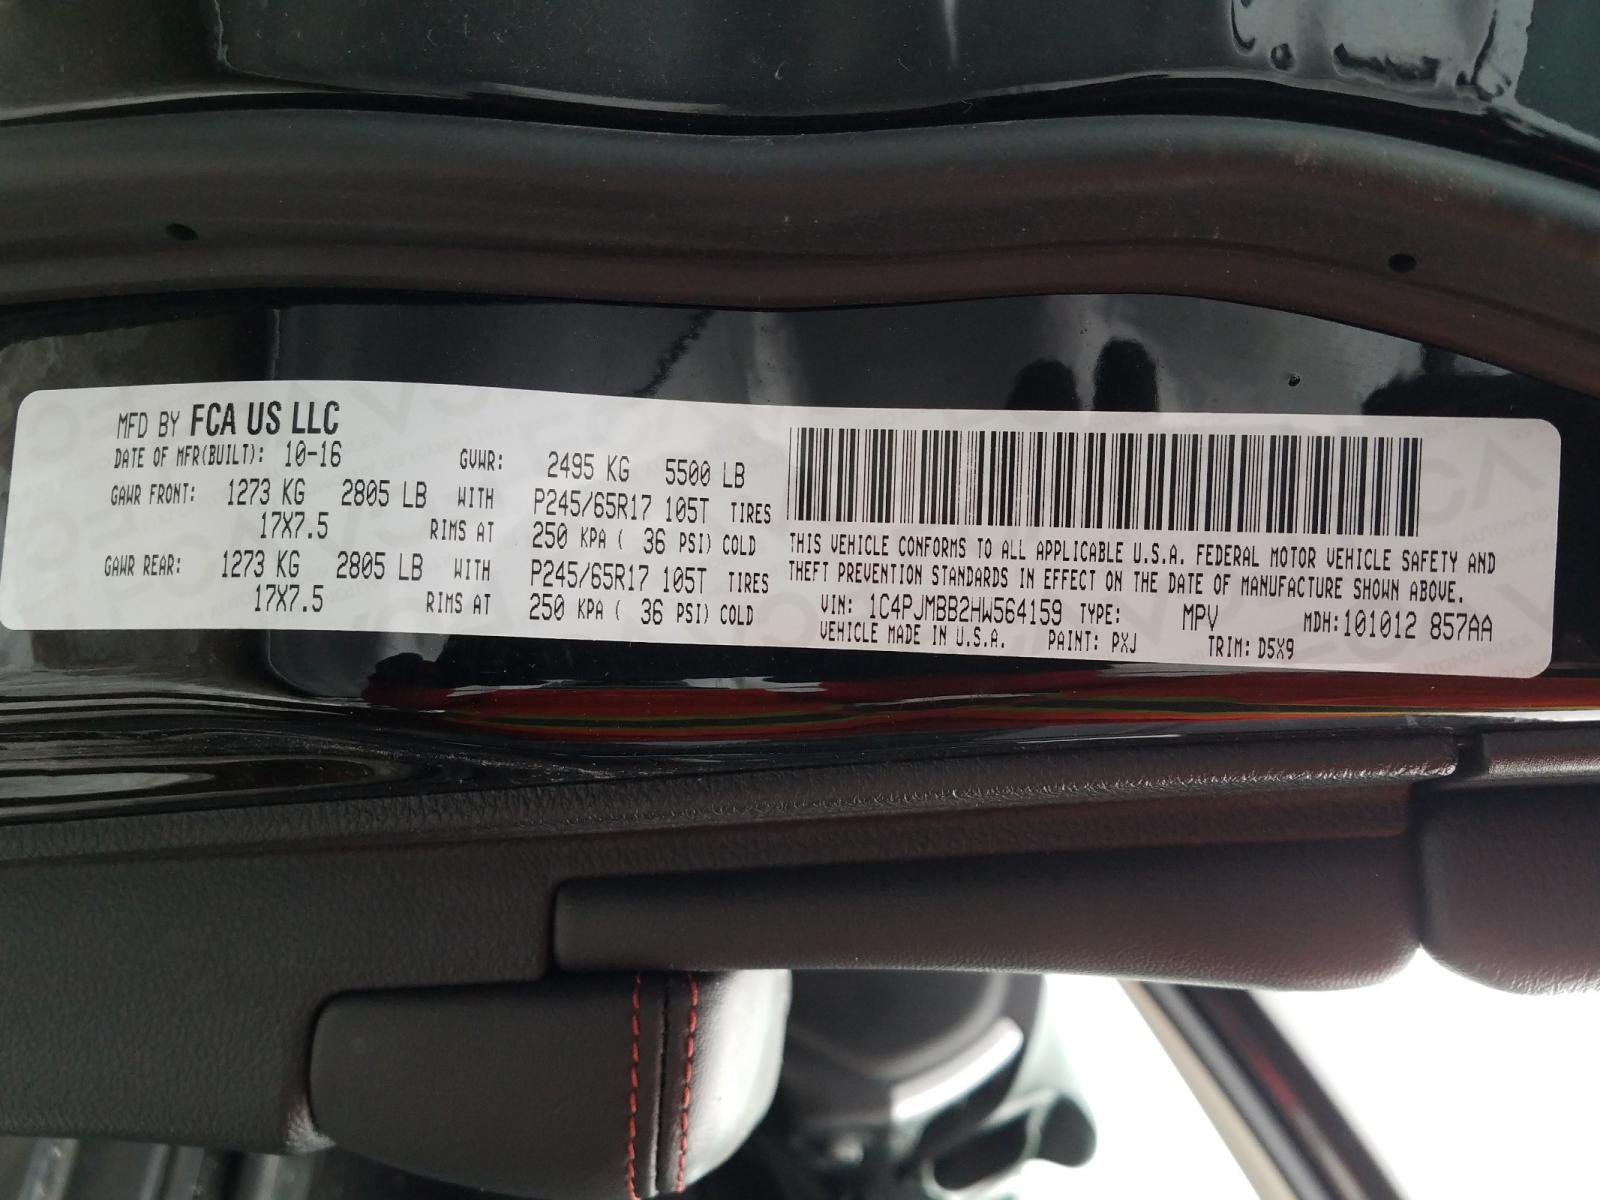 MFD BY FCA US LLC
DATE OF MFR(BUILT): 10-16 GVWR: 2495 KG 5500 LB
GAWR FRONT: 1273 KG 2805 LB WITH P245/65R17 105T TIRES
17X7.5 RIMS AT 250 KPA ( 36 PSI) COLD
GAWR REAR: 1273 KG 2805 LB WITH P245/65R17 105T TIRES
17X7.5 RIMS AT 250 KPA ( 36 PSI) COLD
THIS VEHICLE CONFORMS TO ALL APPLICABLE U.S.A. FEDERAL MOTOR VEHICLE SAFETY AND
THEFT PREVENTION STANDARDS IN EFFECT ON THE DATE OF MANUFACTURE SHOWN ABOVE.
VIN: 1C4PJMBB2HW564159 TYPE: MPV MDH:101012 857AA
VEHICLE MADE IN U.S.A. PAINT: PXJ TRIM: D5X9